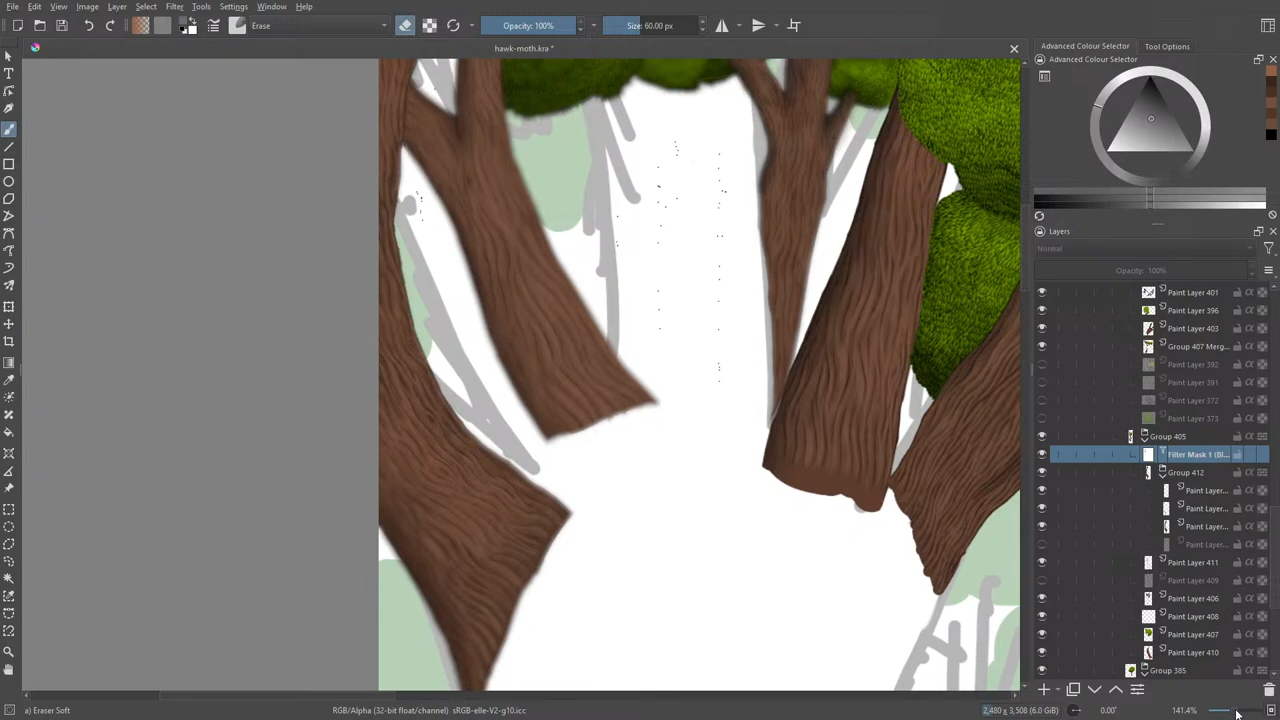 File Edit View Image Layer Select Filter Tools Settings Window Help
Erase Opacity: 100% Size: 60.00 px
hawk-moth.kra *
Advanced Colour Selector Tool Options
Advanced Colour Selector
Layers
Normal
Opacity: 100%
Paint Layer 401
Paint Layer 396
Paint Layer 403
Group 407 Merg...
Paint Layer 392
Paint Layer 391
Paint Layer 372
Paint Layer 373
Group 405
Filter Mask 1 (Bl...
Group 412
Paint Layer...
Paint Layer...
Paint Layer...
Paint Layer...
Paint Layer 411
Paint Layer 409
Paint Layer 406
Paint Layer 408
Paint Layer 407
Paint Layer 410
Group 385
a) Eraser Soft RGB/Alpha (32-bit float/channel) sRGB-elle-V2-g10.icc 2,480 x 3,508 (6.0 GiB) 0.00° 141.4%